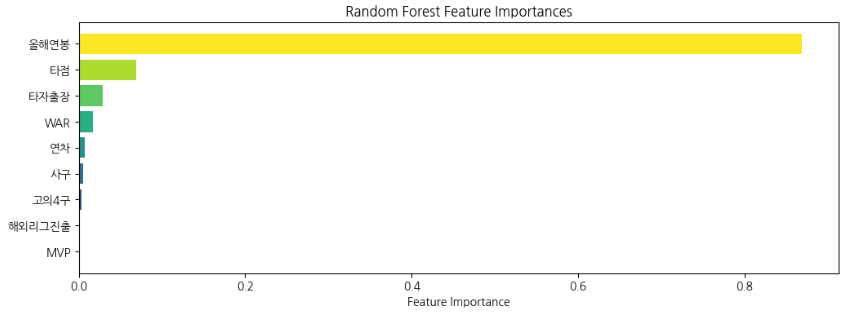 Random Forest Feature Importances
올해연봉
타점
타자출장
WAR
연차
사구
고의4구
해외리그진출
MVP
0.0 0.2 0.4 0.6 0.8
Feature Importance